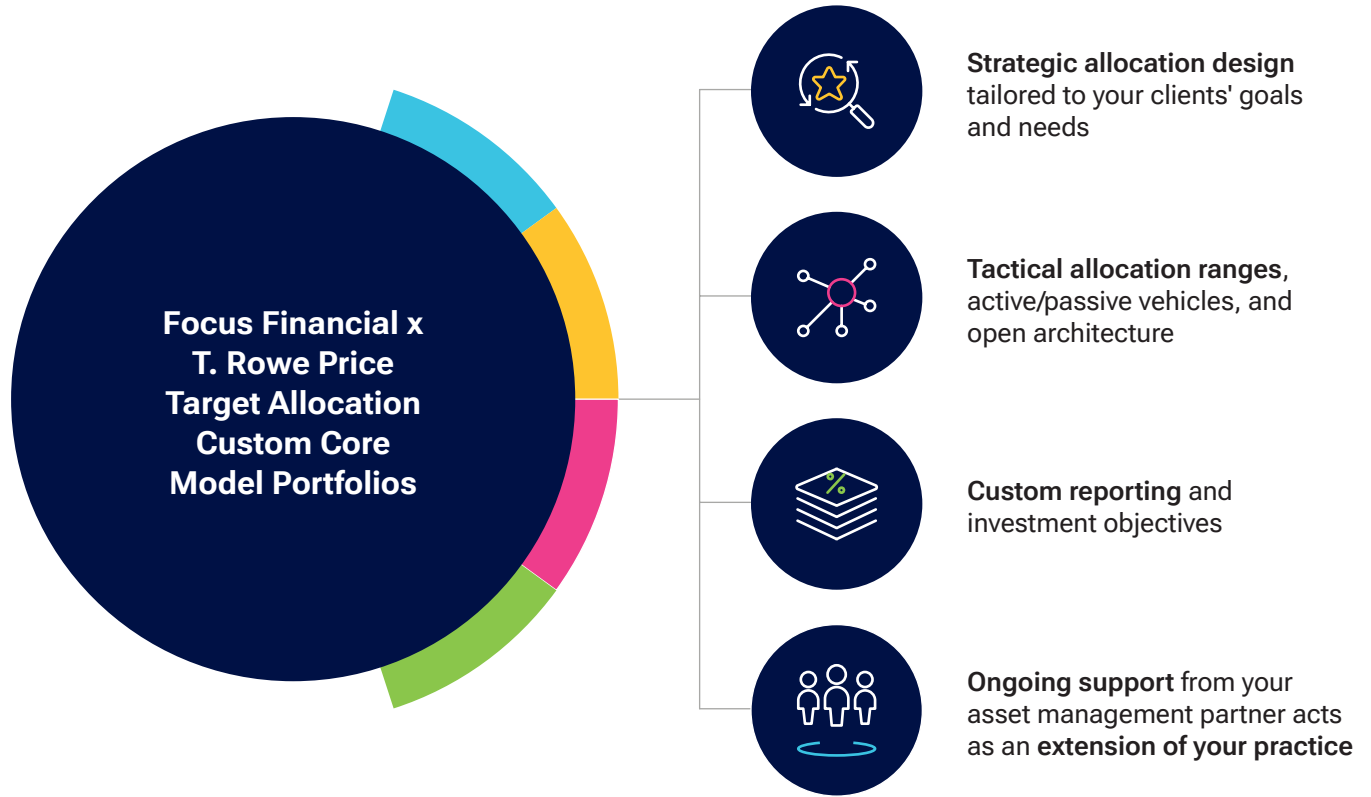 Focus Financial x
T. Rowe Price
Target Allocation
Custom Core
Model Portfolios
Strategic allocation design
tailored to your clients' goals
and needs
Tactical allocation ranges,
active/passive vehicles, and
open architecture
%
Custom reporting and
investment objectives
Ongoing support from your
asset management partner acts
as an extension of your practice